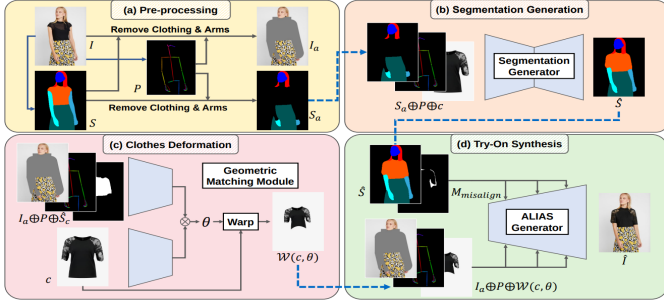 (a) Pre-processing
Remove Clothing & Arms
I
I_a
P
Remove Clothing & Arms
S
S_a
(b) Segmentation Generation
Segmentation
Generator
S_a⊕P⊕c
Ŝ
(c) Clothes Deformation
Geometric
Matching Module
I_a⊕P⊕Ŝ_c
θ
Warp
c
𝒲(c, θ)
(d) Try-On Synthesis
Ŝ
M_misalign
ALIAS
Generator
Î
I_a⊕P⊕𝒲(c, θ)